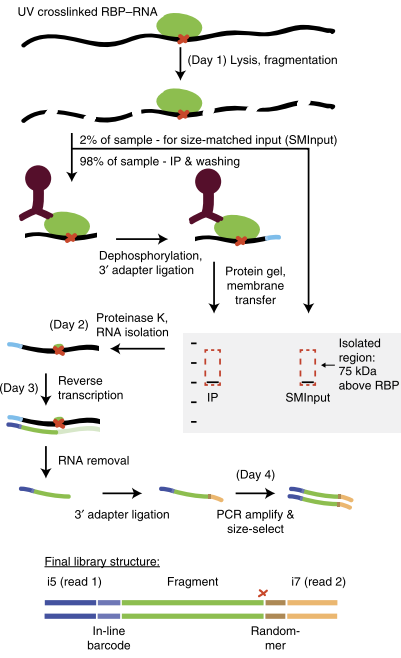 UV crosslinked RBP–RNA
(Day 1) Lysis, fragmentation
2% of sample - for size-matched input (SMInput)
98% of sample - IP & washing
Dephosphorylation,
3′ adapter ligation
Protein gel,
membrane
transfer
(Day 2)
Proteinase K,
RNA isolation
Isolated
region:
75 kDa
above RBP
IP
SMInput
(Day 3)
Reverse
transcription
RNA removal
3′ adapter ligation
(Day 4)
PCR amplify &
size-select
Final library structure:
i5 (read 1)
Fragment
i7 (read 2)
In-line
barcode
Random-
mer